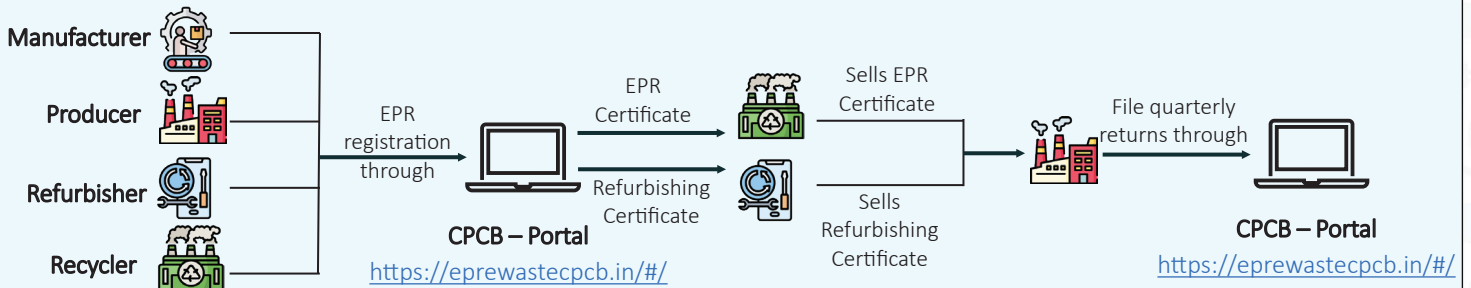 Manufacturer
Producer
Refurbisher
Recycler
EPR
registration
through
CPCB – Portal
https://eprewastecpcb.in/#/
EPR
Certificate
Refurbishing
Certificate
Sells EPR
Certificate
Sells
Refurbishing
Certificate
File quarterly
returns through
CPCB – Portal
https://eprewastecpcb.in/#/